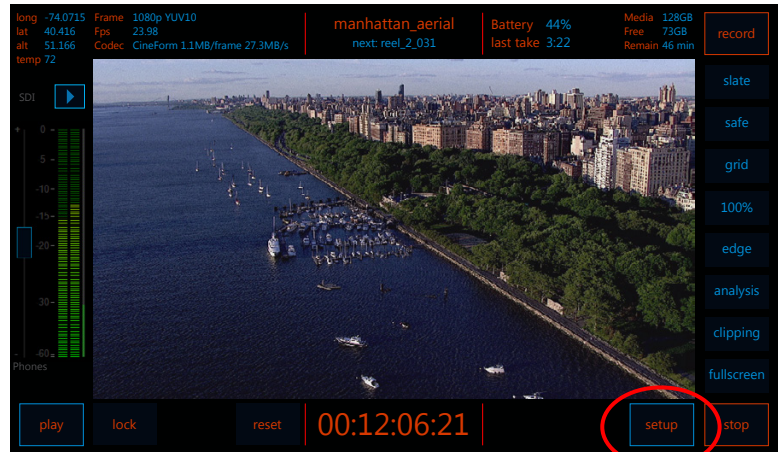 long -74.0715
lat 40.416
alt 51.166
temp 72
Frame 1080p YUV10
Fps 23.98
Codec CineForm 1.1MB/frame 27.3MB/s
manhattan_aerial
next: reel_2_031
Battery 44%
last take 3:22
Media 128GB
Free 73GB
Remain 46 min
record
SDI
slate
safe
grid
100%
edge
analysis
clipping
fullscreen
+ 0 -
5 -
-10-
-15-
-20-
30-
- -60-
Phones
play
lock
reset
00:12:06:21
setup
stop